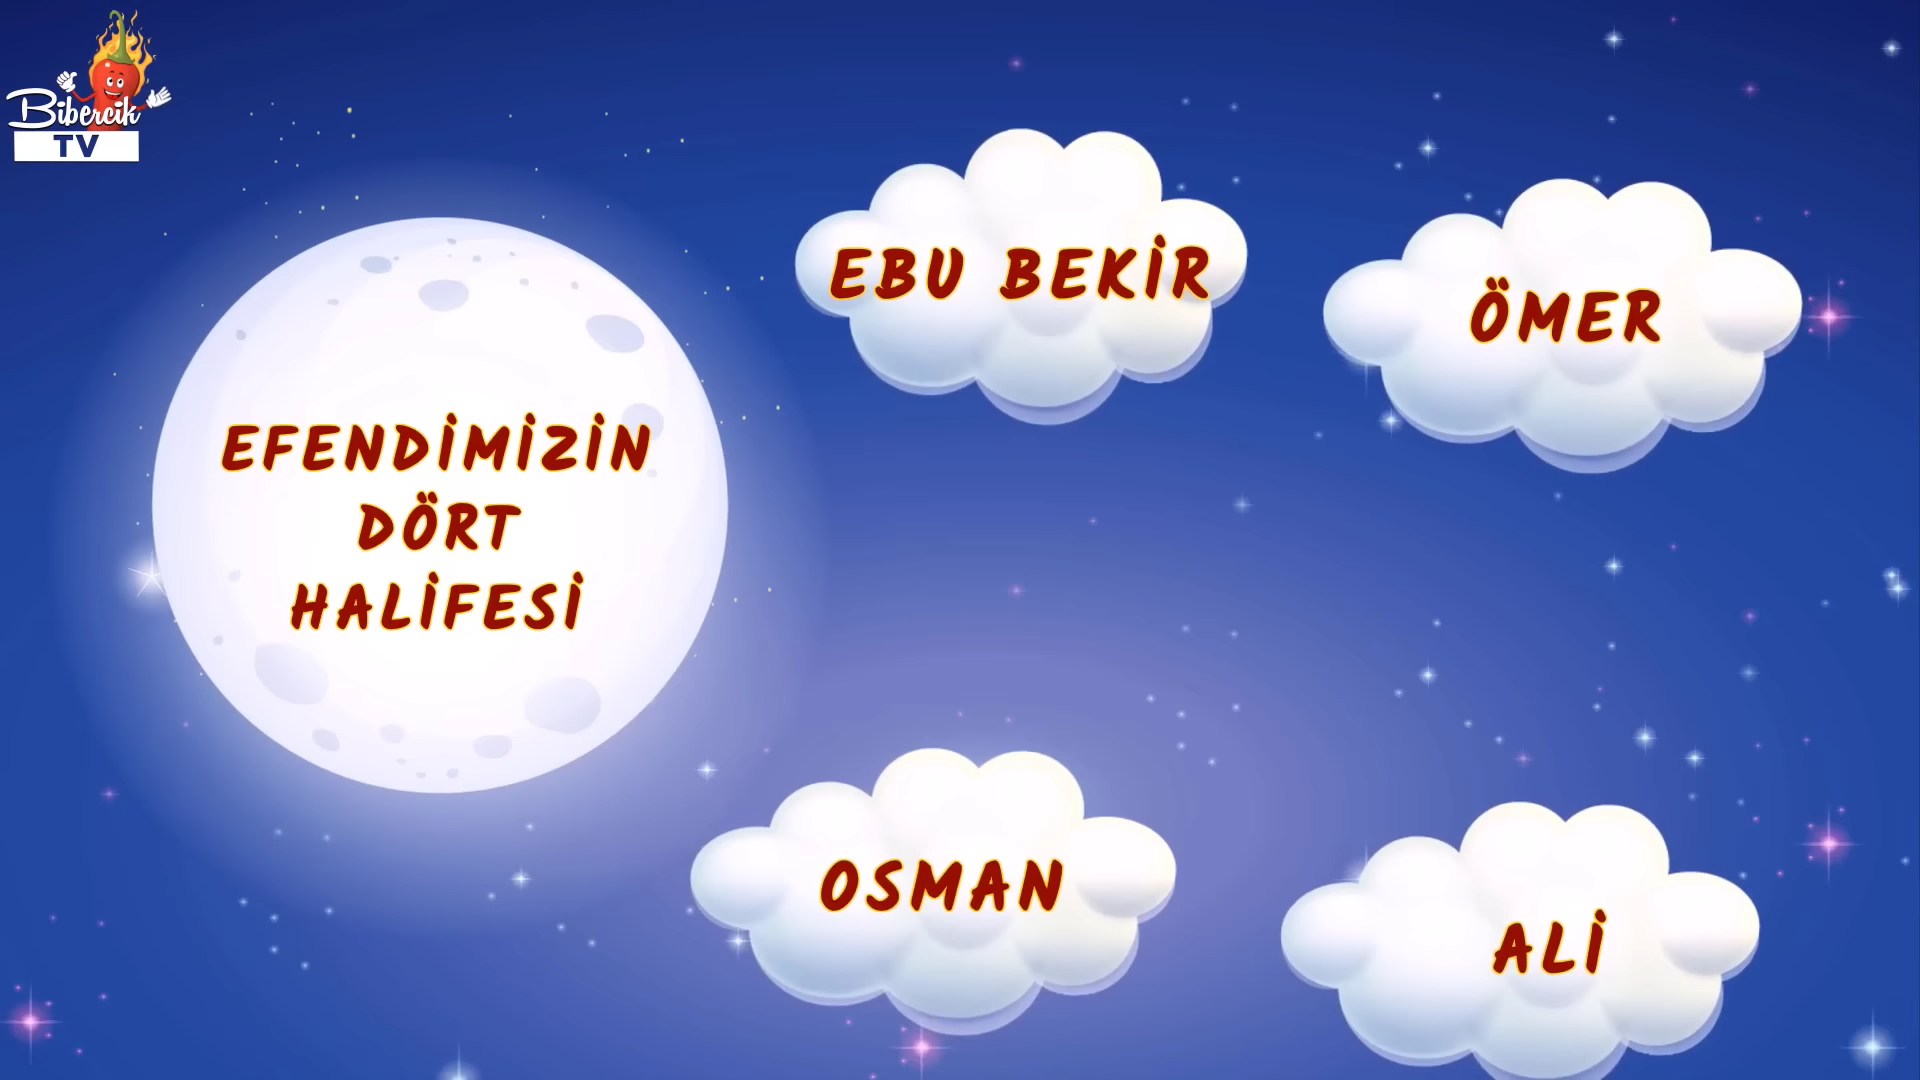 Bibercik
TV
EFENDİMİZİN
DÖRT
HALİFESİ
EBU BEKİR
ÖMER
OSMAN
ALİ